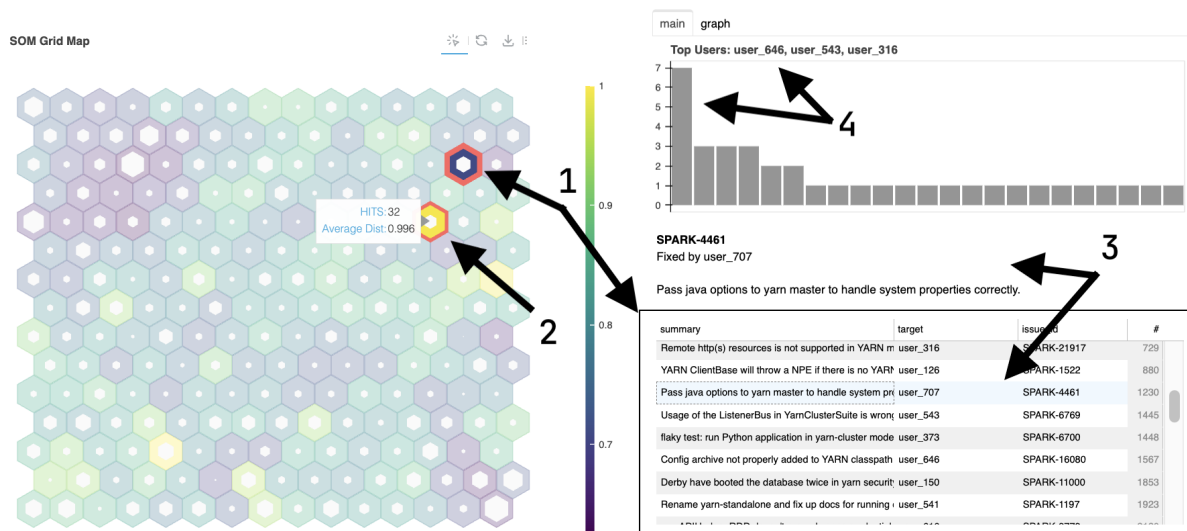 SOM Grid Map
HITS: 32
Average Dist: 0.996
1
0.9
0.8
0.7
1
2
main graph
Top Users: user_646, user_543, user_316
7
6
5
4
3
2
1
0
4
SPARK-4461
Fixed by user_707
3
Pass java options to yarn master to handle system properties correctly.
summary target issue_id #
Remote http(s) resources is not supported in YARN m user_316 SPARK-21917 729
YARN ClientBase will throw a NPE if there is no YARN user_126 SPARK-1522 880
Pass java options to yarn master to handle system pro user_707 SPARK-4461 1230
Usage of the ListenerBus in YarnClusterSuite is wrong user_543 SPARK-6769 1445
flaky test: run Python application in yarn-cluster mode user_373 SPARK-6700 1448
Config archive not properly added to YARN classpath user_646 SPARK-16080 1567
Derby have booted the database twice in yarn security user_150 SPARK-11000 1853
Rename yarn-standalone and fix up docs for running user_541 SPARK-1197 1923